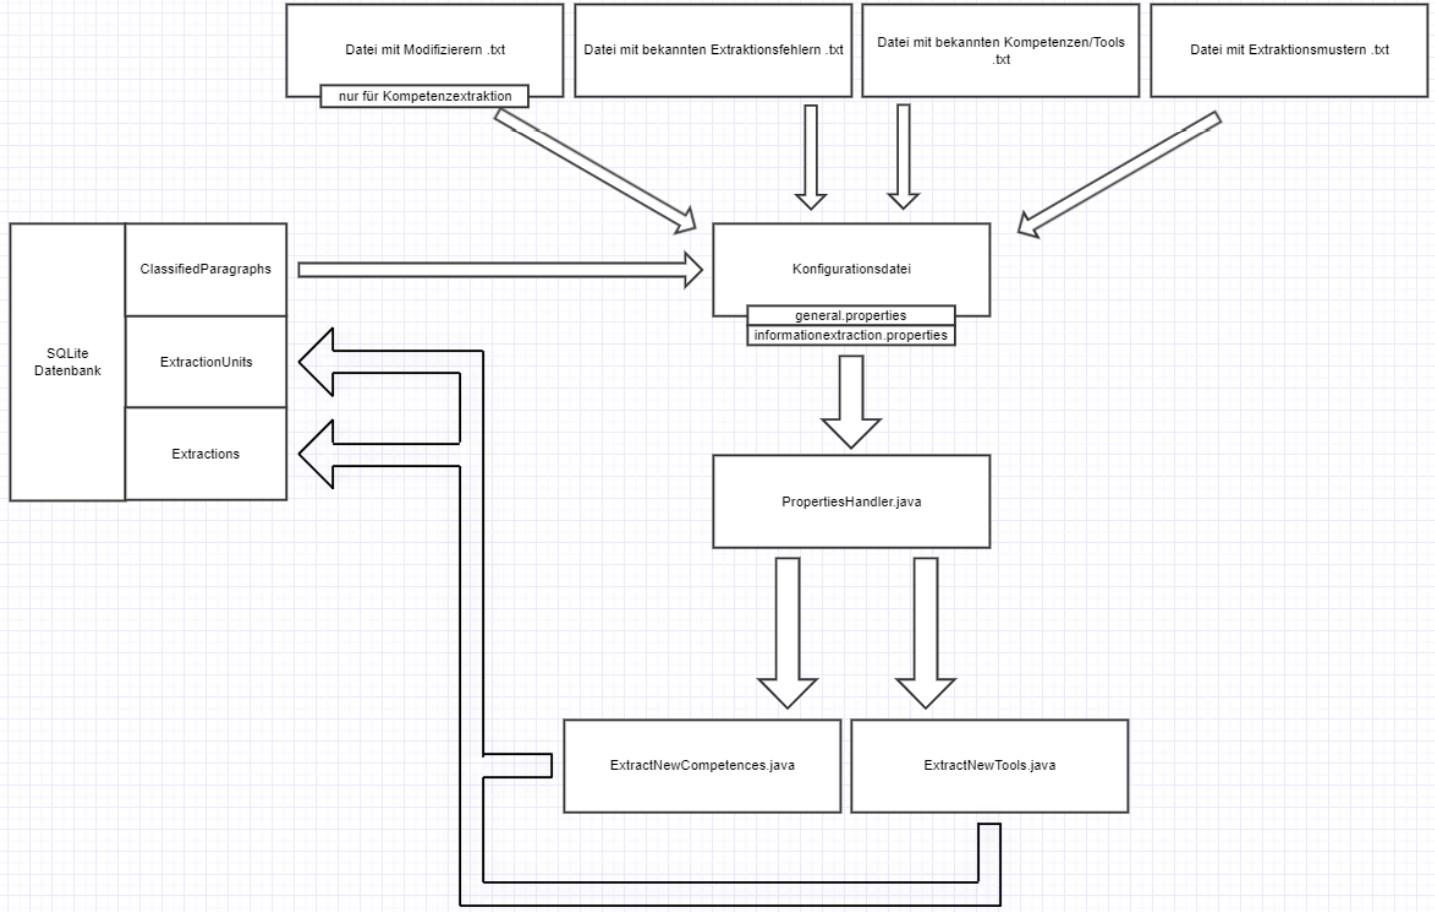 Datei mit Modifizierern .txt
nur für Kompetenzextraktion
Datei mit bekannten Extraktionsfehlern .txt
Datei mit bekannten Kompetenzen/Tools
.txt
Datei mit Extraktionsmustern .txt
SQLite
Datenbank
ClassifiedParagraphs
ExtractionUnits
Extractions
Konfigurationsdatei
general.properties
informationextraction.properties
PropertiesHandler.java
ExtractNewCompetences.java
ExtractNewTools.java